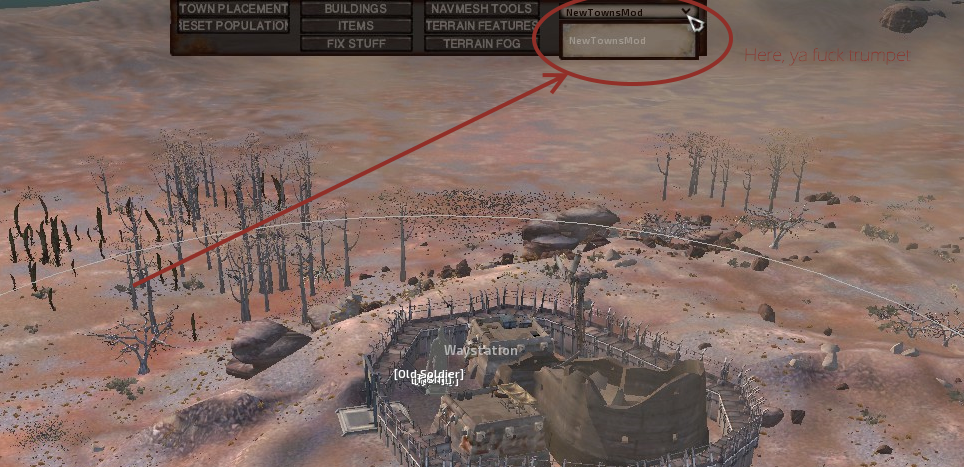 TOWN PLACEMENT BUILDINGS NAVMESH TOOLS NewTownsMod
RESET POPULATION ITEMS TERRAIN FEATURES
NewTownsMod
FIX STUFF TERRAIN FOG
Here, ya fuck trumpet
Waystation
[Old Soldier]